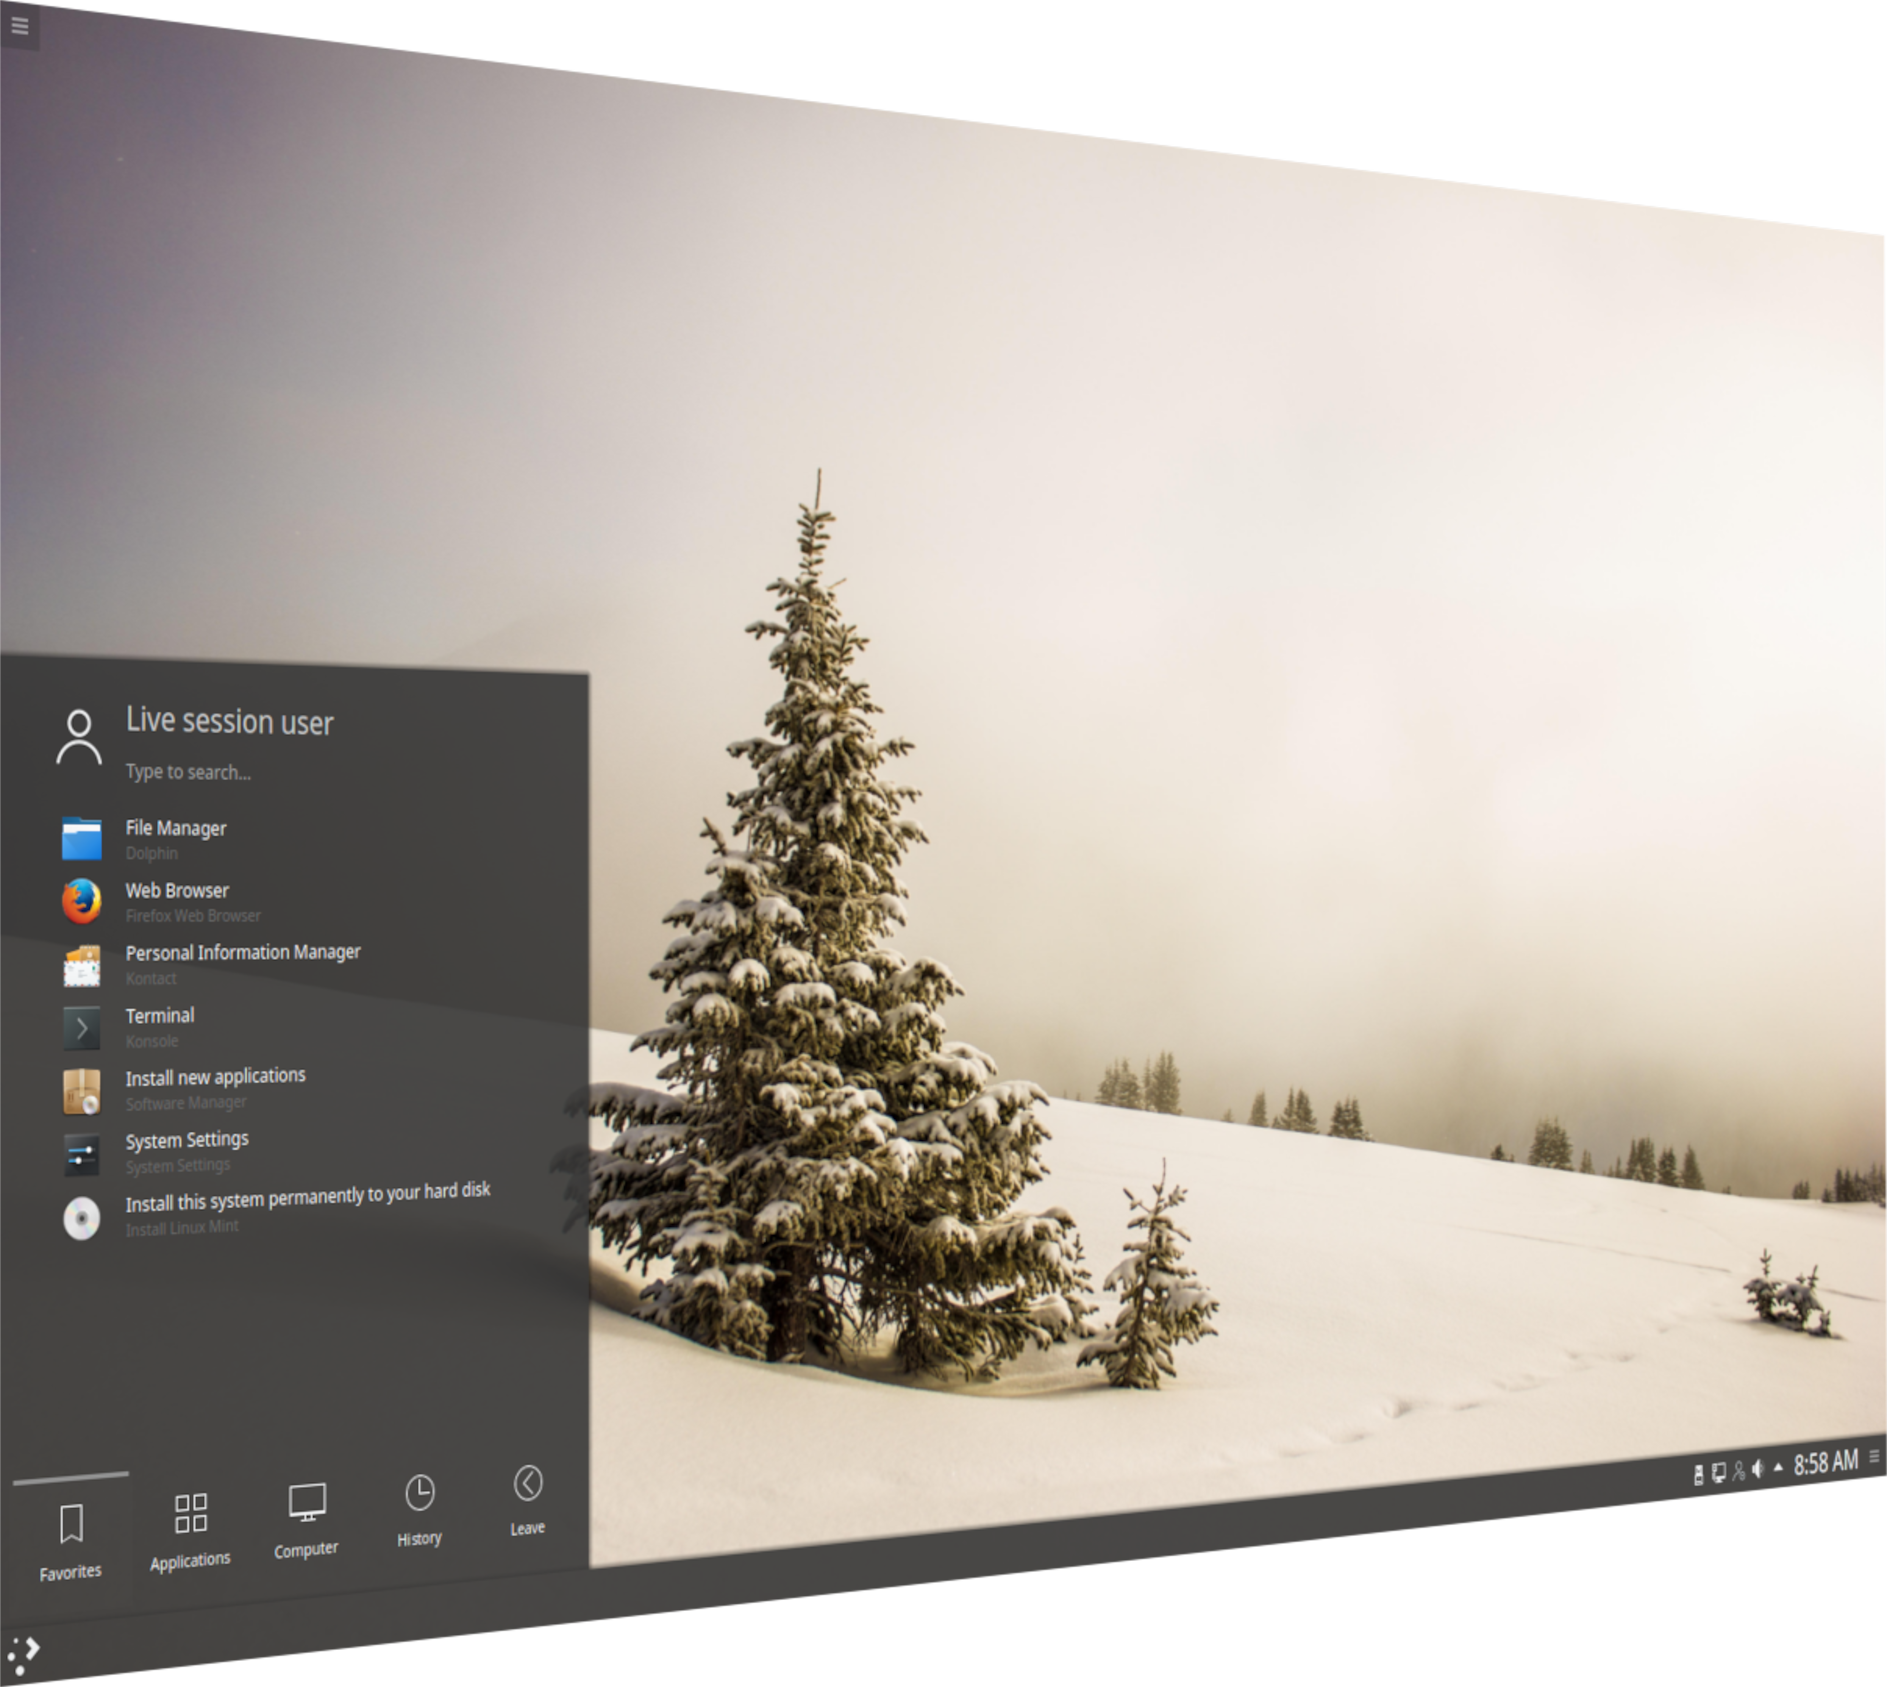 Live session user
Type to search...
File Manager
Dolphin
Web Browser
Firefox Web Browser
Personal Information Manager
Kontact
Terminal
Konsole
Install new applications
Software Manager
System Settings
System Settings
Install this system permanently to your hard disk
Install Linux Mint
Favorites
Applications
Computer
History
Leave
8:58 AM